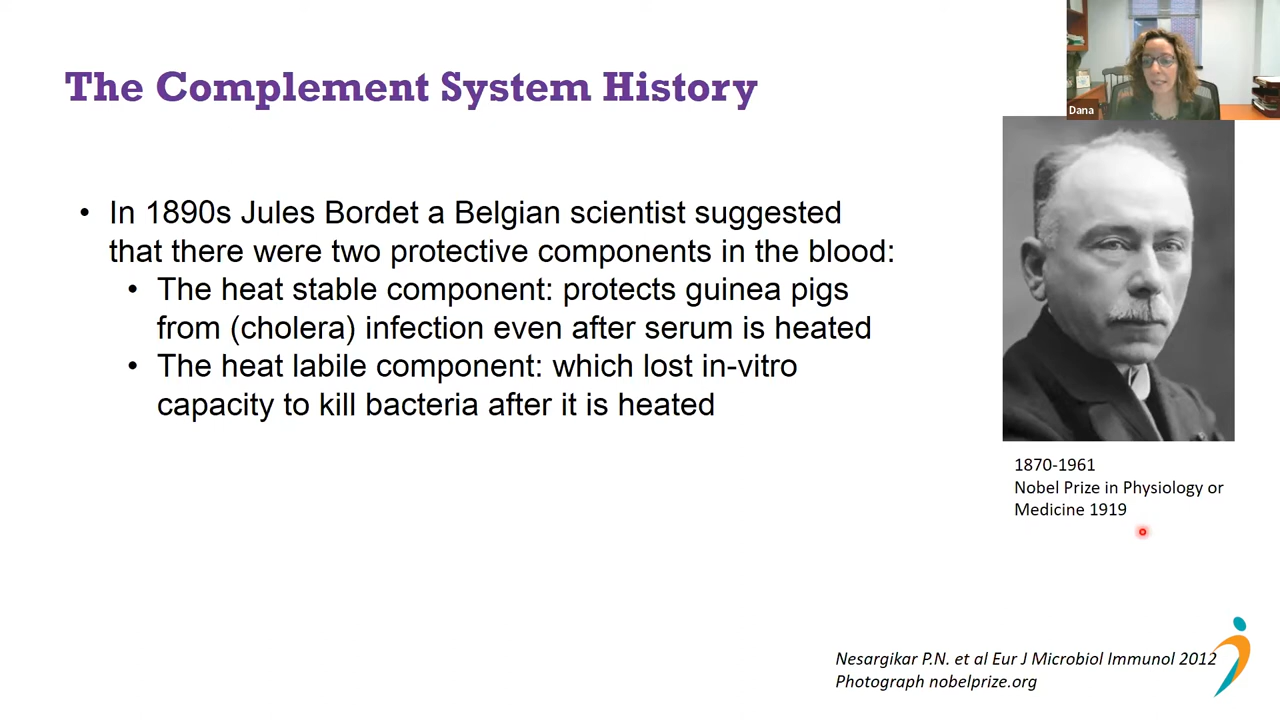 The Complement System History
Dana
• In 1890s Jules Bordet a Belgian scientist suggested
that there were two protective components in the blood:
• The heat stable component: protects guinea pigs
from (cholera) infection even after serum is heated
• The heat labile component: which lost in-vitro
capacity to kill bacteria after it is heated
1870-1961
Nobel Prize in Physiology or
Medicine 1919
Nesargikar P.N. et al Eur J Microbiol Immunol 2012
Photograph nobelprize.org